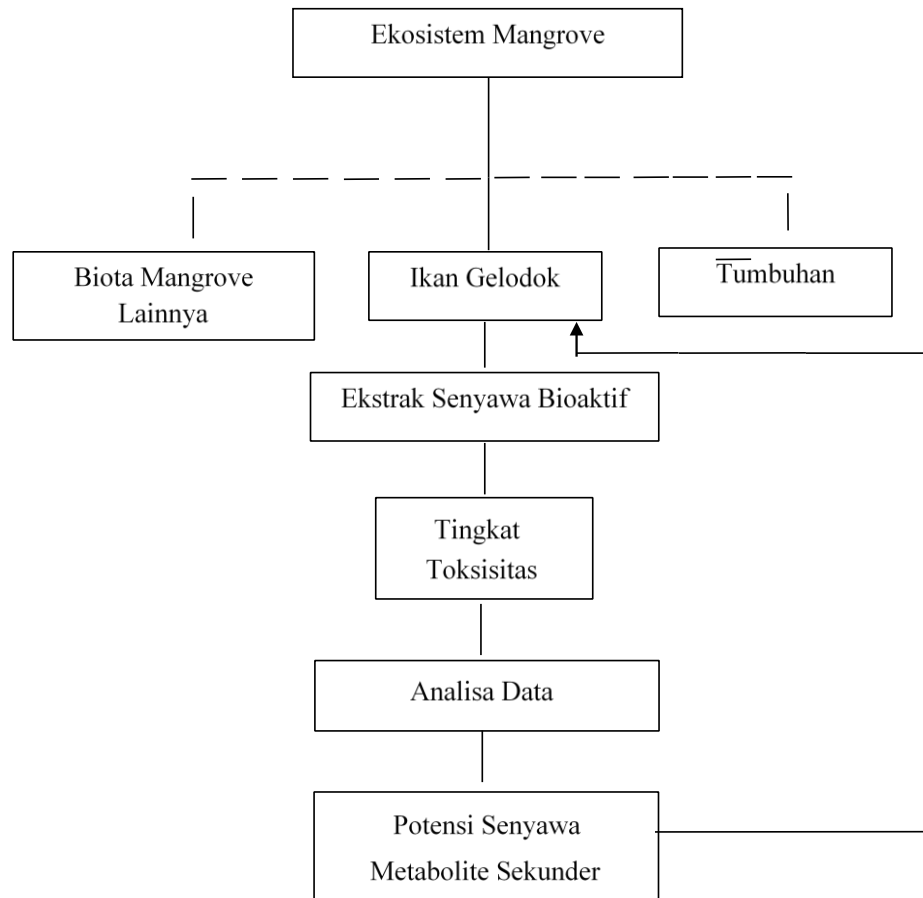 Ekosistem Mangrove
Biota Mangrove
Lainnya
Ikan Gelodok
Tumbuhan
Ekstrak Senyawa Bioaktif
Tingkat
Toksisitas
Analisa Data
Potensi Senyawa
Metabolite Sekunder